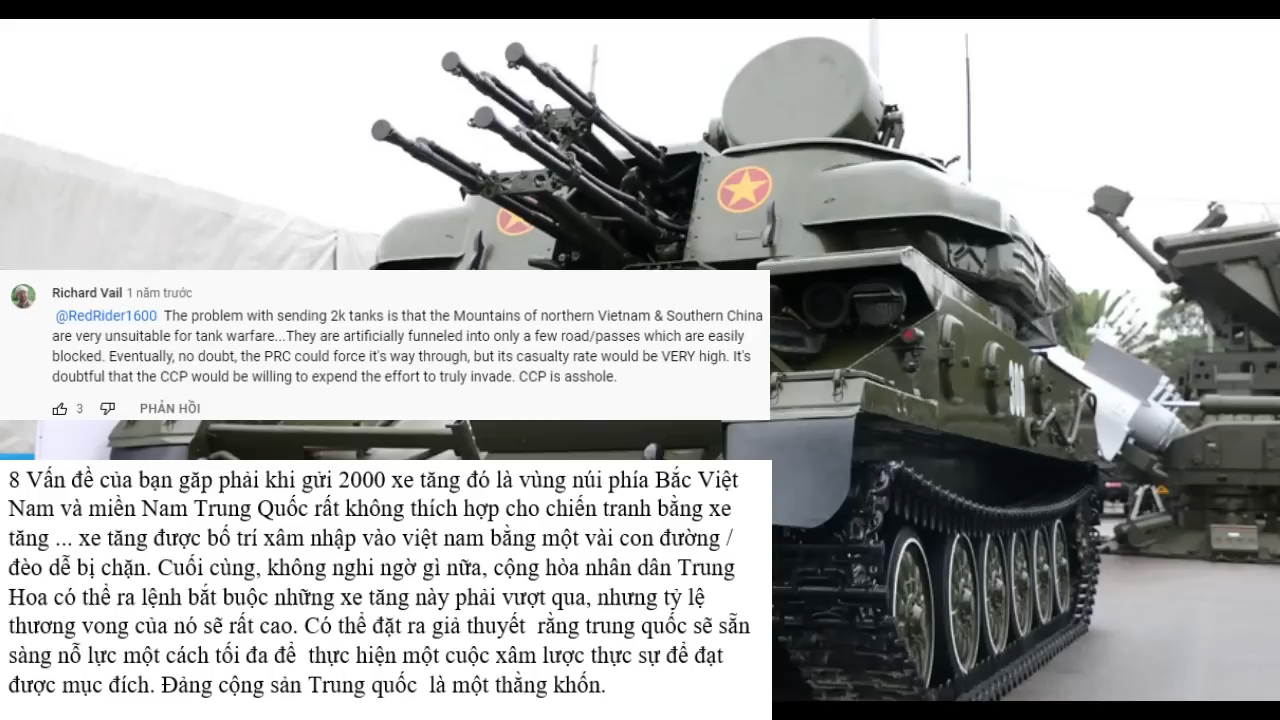 Richard Vail 1 năm trước
@RedRider1600 The problem with sending 2k tanks is that the Mountains of northern Vietnam & Southern China
are very unsuitable for tank warfare...They are artificially funneled into only a few road/passes which are easily
blocked. Eventually, no doubt, the PRC could force it's way through, but its casualty rate would be VERY high. It's
doubtful that the CCP would be willing to expend the effort to truly invade. CCP is asshole.
3 PHẢN HỒI
8 Vấn đề của bạn gặp phải khi gửi 2000 xe tăng đó là vùng núi phía Bắc Việt
Nam và miền Nam Trung Quốc rất không thích hợp cho chiến tranh bằng xe
tăng ... xe tăng được bố trí xâm nhập vào việt nam bằng một vài con đường /
đèo dễ bị chặn. Cuối cùng, không nghi ngờ gì nữa, cộng hòa nhân dân Trung
Hoa có thể ra lệnh bắt buộc những xe tăng này phải vượt qua, nhưng tỷ lệ
thương vong của nó sẽ rất cao. Có thể đặt ra giả thuyết rằng trung quốc sẽ sẵn
sàng nỗ lực một cách tối đa để thực hiện một cuộc xâm lược thực sự để đạt
được mục đích. Đảng cộng sản Trung quốc là một thằng khốn.